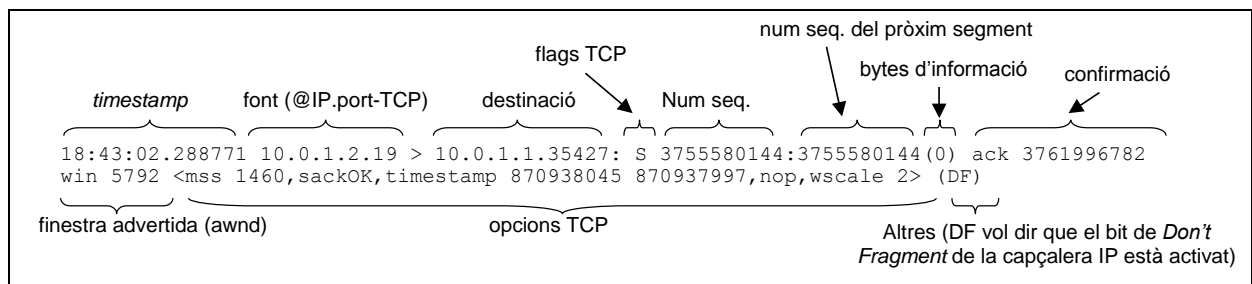 num seq. del pròxim segment
flags TCP
bytes d'informació
confirmació
timestamp
font (@IP.port-TCP)
destinació
Num seq.
18:43:02.288771 10.0.1.2.19 > 10.0.1.1.35427: S 3755580144:3755580144(0) ack 3761996782
win 5792 <mss 1460,sackOK,timestamp 870938045 870937997,nop,wscale 2> (DF)
finestra advertida (awnd)
opcions TCP
Altres (DF vol dir que el bit de Don't
Fragment de la capçalera IP està activat)